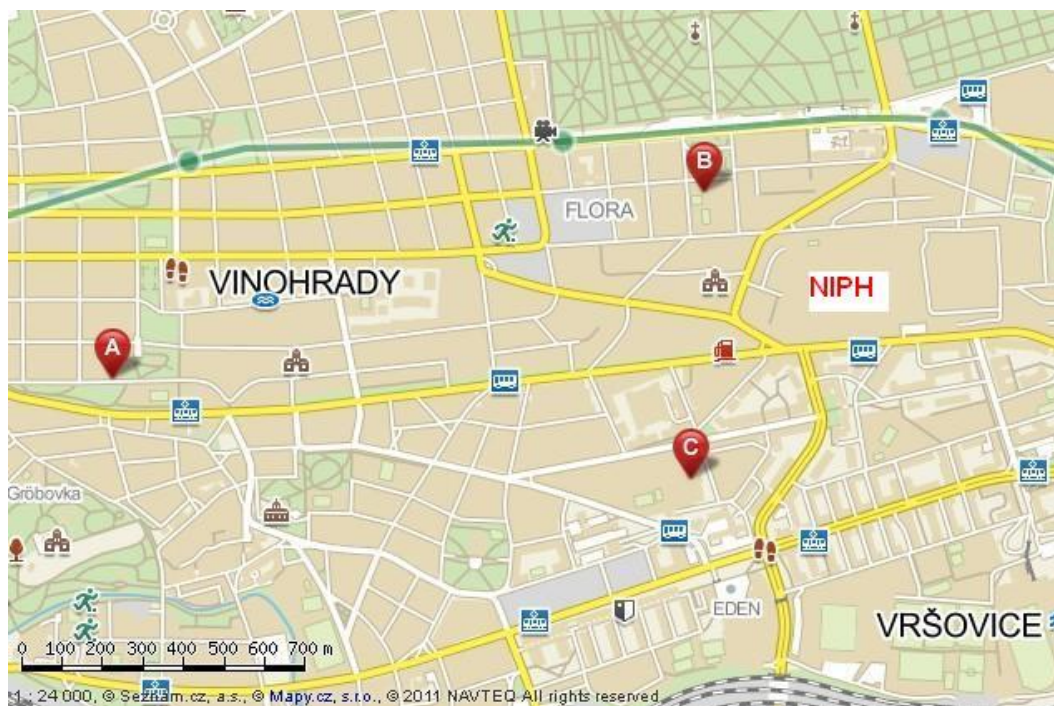 B
FLORA
VINOHRADY
NIPH
A
C
Gröbovka
EDEN
VRŠOVICE
0 100 200 300 400 500 600 700 m
1 : 24 000, © Seznam.cz, a.s., © Mapy.cz, s.r.o., © 2011 NAVTEQ All rights reserved